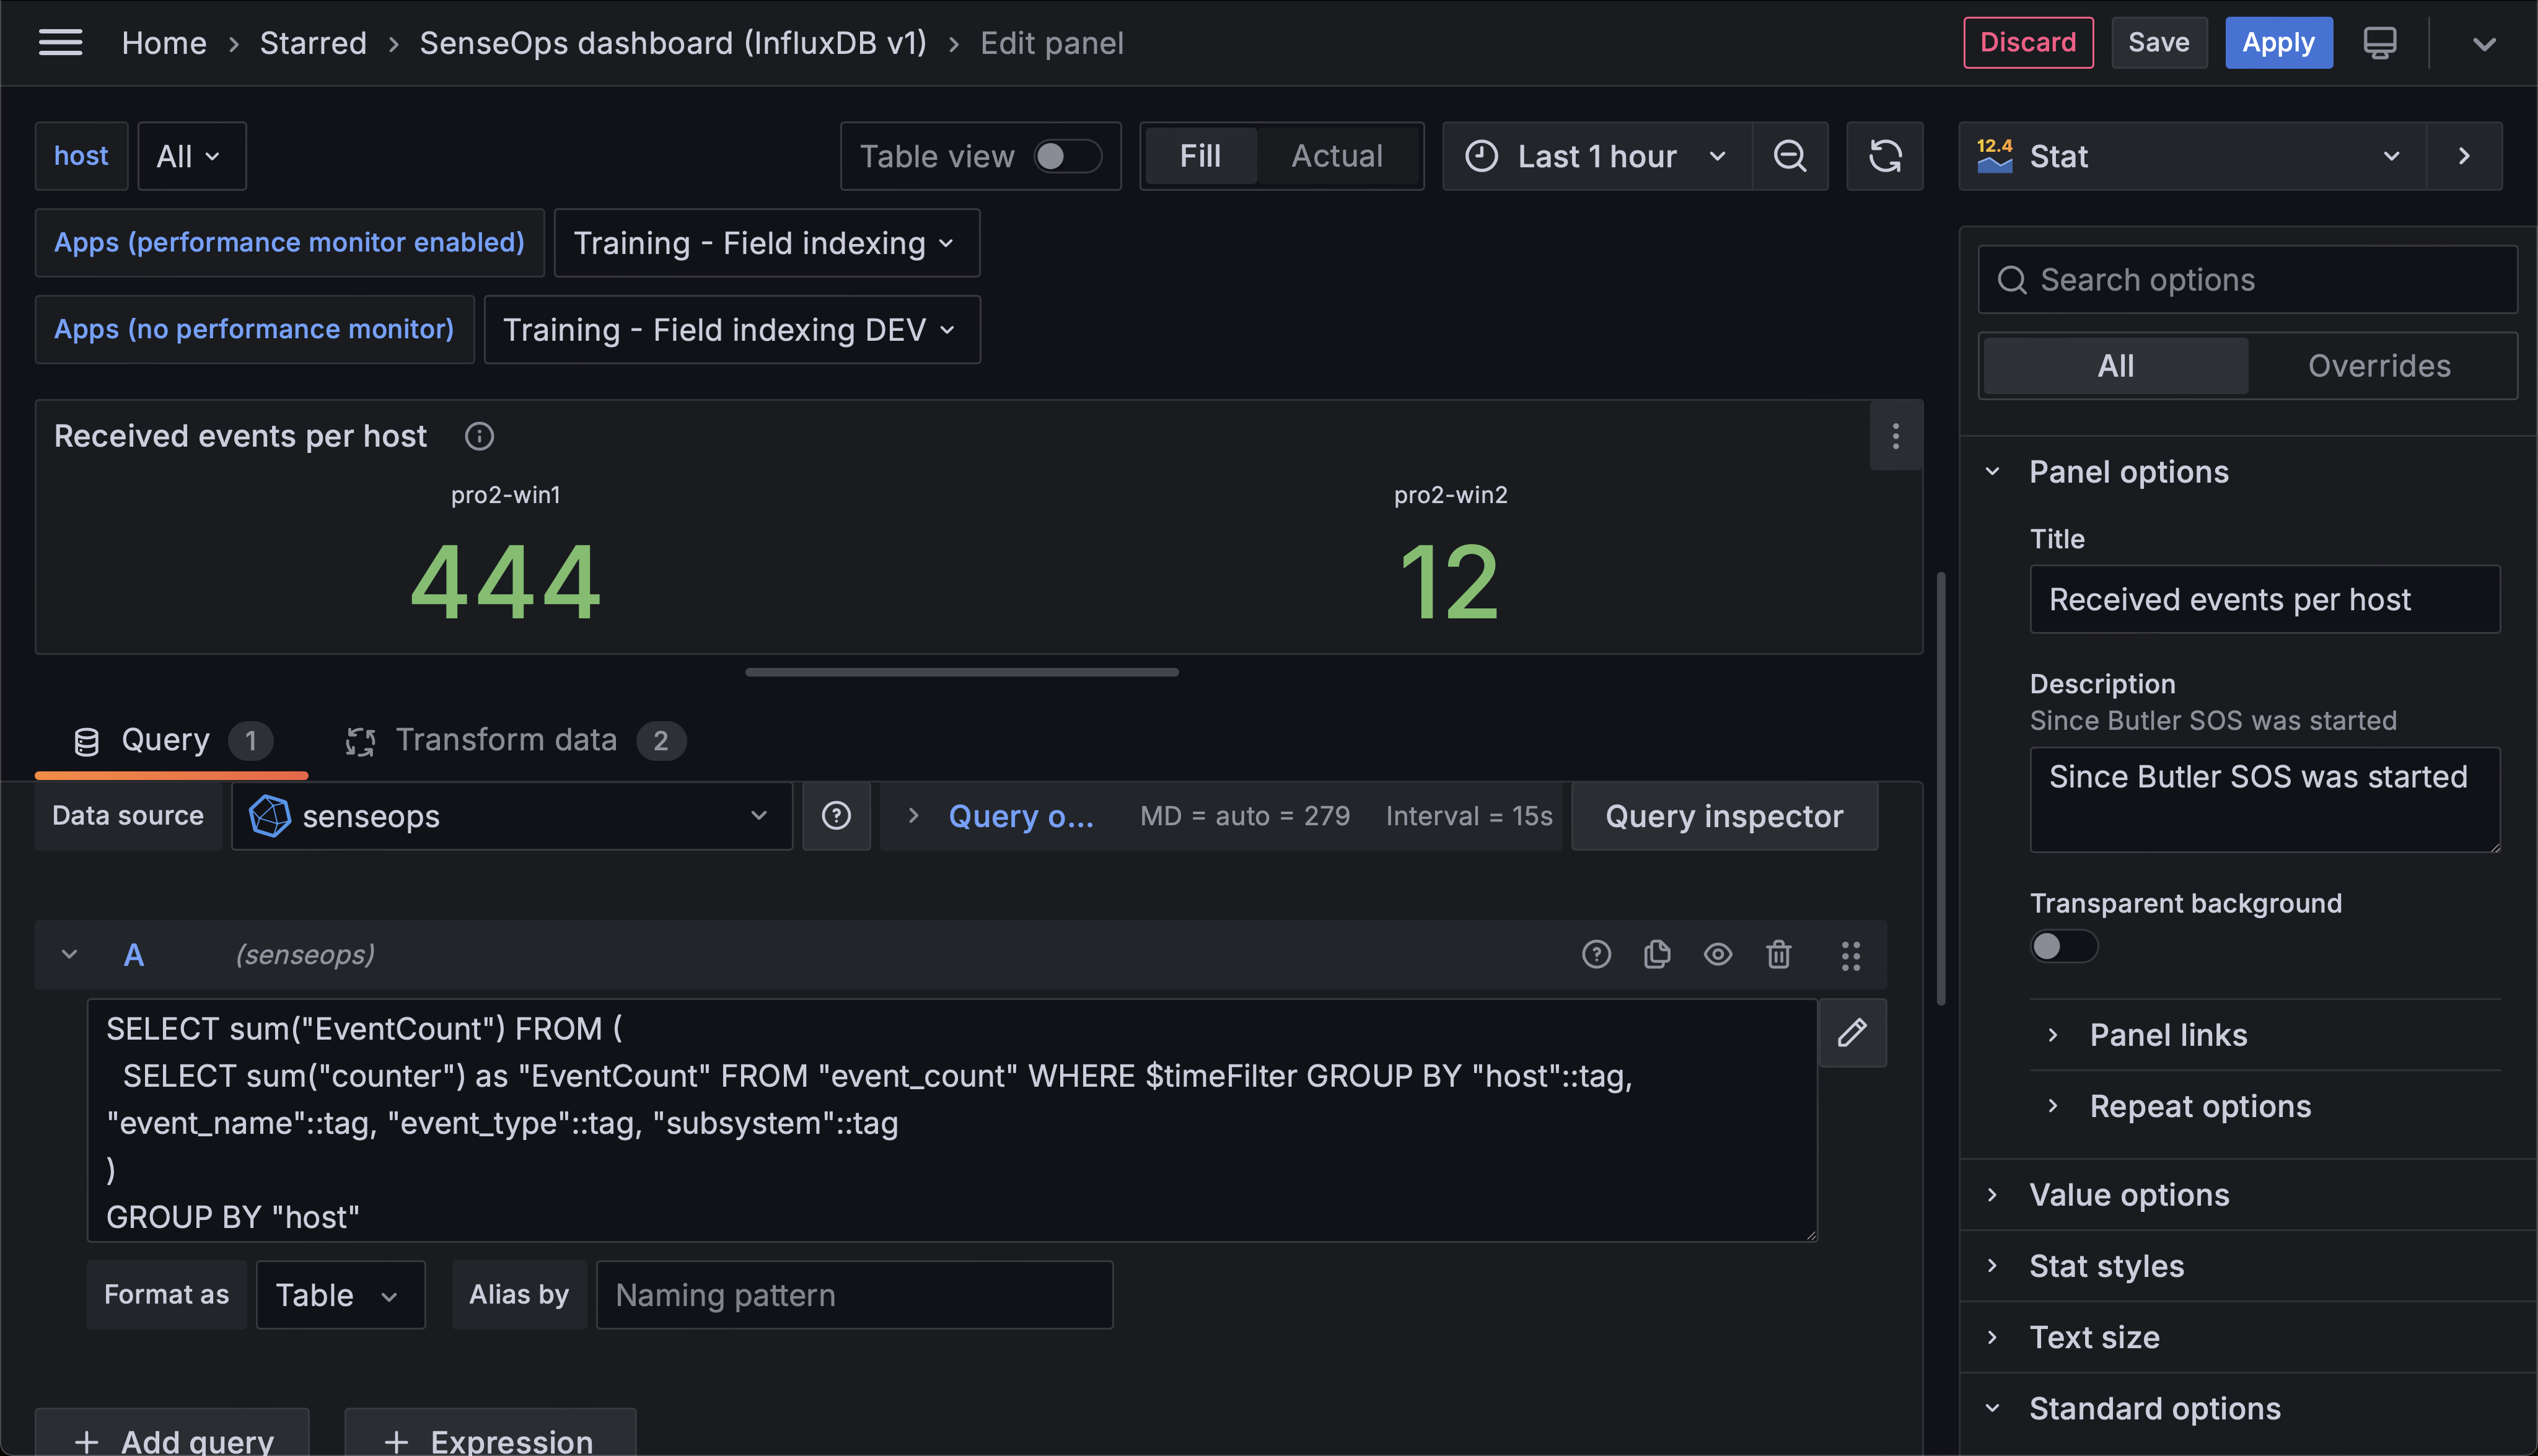 Home › Starred › SenseOps dashboard (InfluxDB v1) › Edit panel
Discard
Save
Apply
host
All
Table view
Fill
Actual
Last 1 hour
12.4
Stat
Apps (performance monitor enabled)
Training - Field indexing
Apps (no performance monitor)
Training - Field indexing DEV
Search options
All
Overrides
Received events per host
pro2-win1
pro2-win2
444
12
Panel options
Title
Received events per host
Description
Since Butler SOS was started
Since Butler SOS was started
Transparent background
Panel links
Repeat options
Value options
Stat styles
Text size
Standard options
Query 1
Transform data 2
Data source
senseops
Query o...
MD = auto = 279
Interval = 15s
Query inspector
A
(senseops)
SELECT sum("EventCount") FROM (
SELECT sum("counter") as "EventCount" FROM "event_count" WHERE $timeFilter GROUP BY "host"::tag,
"event_name"::tag, "event_type"::tag, "subsystem"::tag
)
GROUP BY "host"
Format as
Table
Alias by
Naming pattern
+ Add query
+ Expression